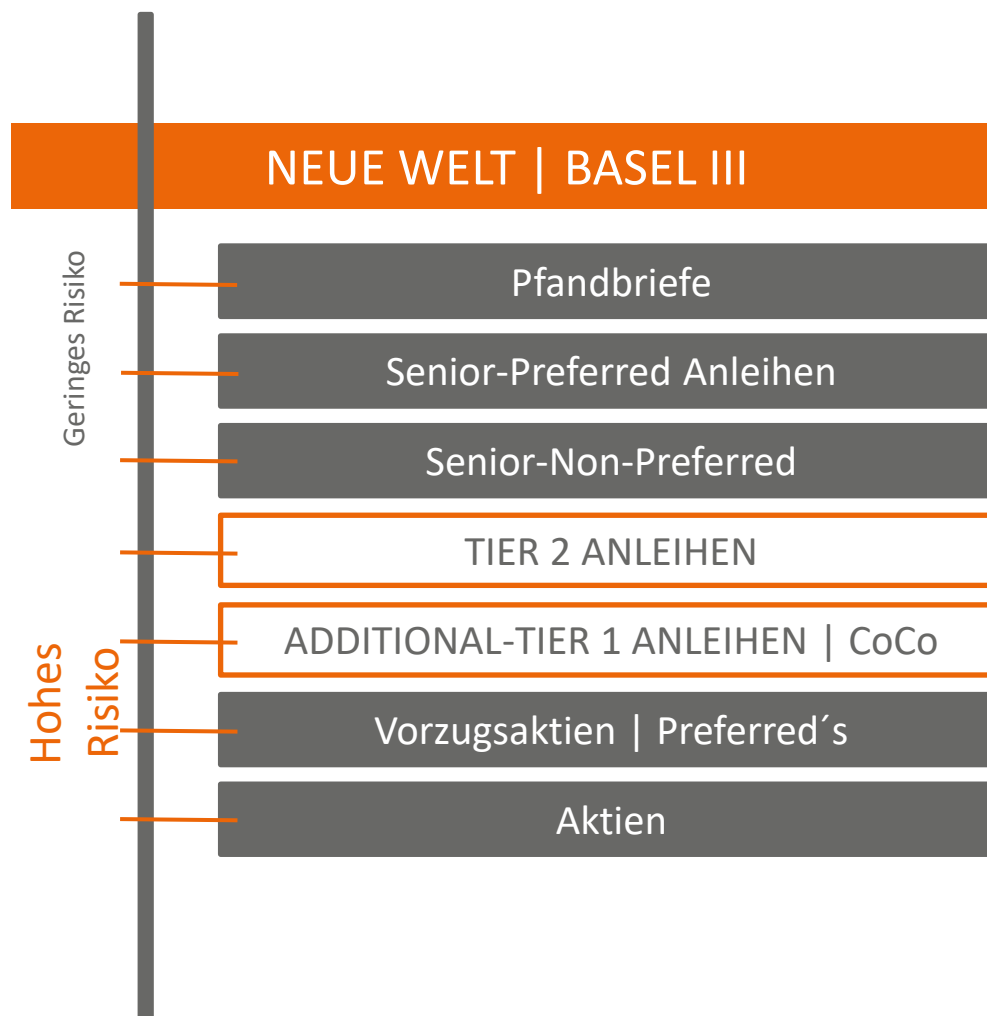 NEUE WELT | BASEL III
Geringes Risiko
Pfandbriefe
Senior-Preferred Anleihen
Senior-Non-Preferred
TIER 2 ANLEIHEN
ADDITIONAL-TIER 1 ANLEIHEN | CoCo
Hohes
Risiko
Vorzugsaktien | Preferred´s
Aktien